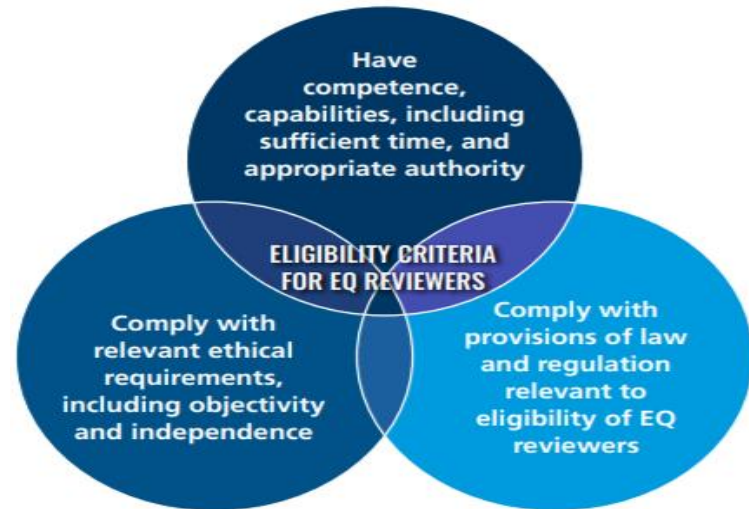 Have
competence,
capabilities, including
sufficient time, and
appropriate authority
ELIGIBILITY CRITERIA
FOR EQ REVIEWERS
Comply with
relevant ethical
requirements,
including objectivity
and independence
Comply with
provisions of law
and regulation
relevant to
eligibility of EQ
reviewers